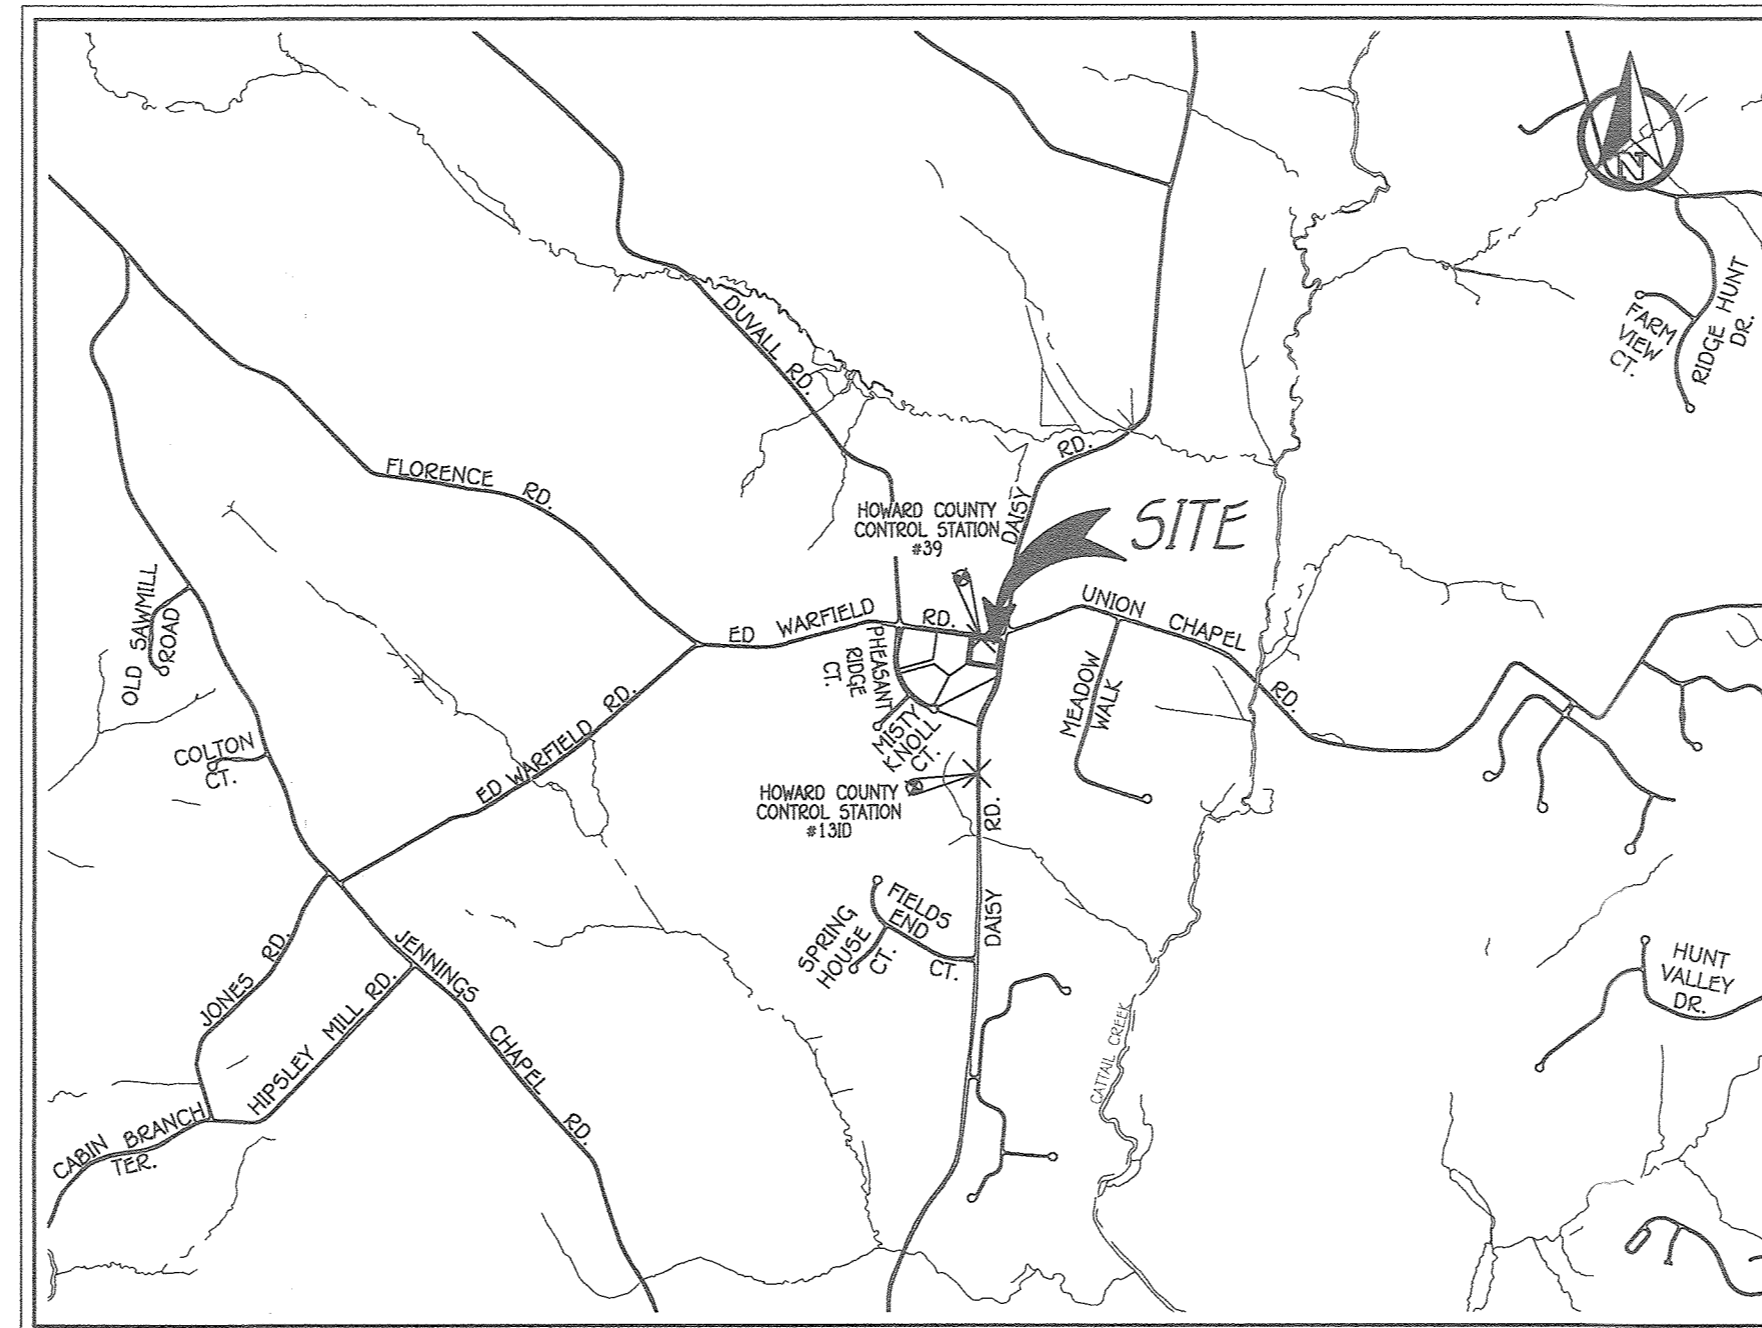 N
RIDGE HUNT
DR.
FARM
VIEW
CT.
DUVALL RD.
FLORENCE RD.
DAISY RD.
HOWARD COUNTY
CONTROL STATION
#39
SITE
OLD SAWMILL
ROAD
ED WARFIELD RD.
UNION CHAPEL RD.
PHEASANT
RIDGE
CT.
MISTY
KNOLL
CT.
MEADOW
WALK
COLTON
CT.
ED WARFIELD RD.
HOWARD COUNTY
CONTROL STATION
#13ID
DAISY RD.
FIELDS
END
CT.
SPRING
HOUSE
CT.
JONES RD.
JENNINGS CHAPEL RD.
HIPSLEY MILL RD.
CABIN BRANCH
TER.
CATTAIL CREEK
HUNT
VALLEY
DR.